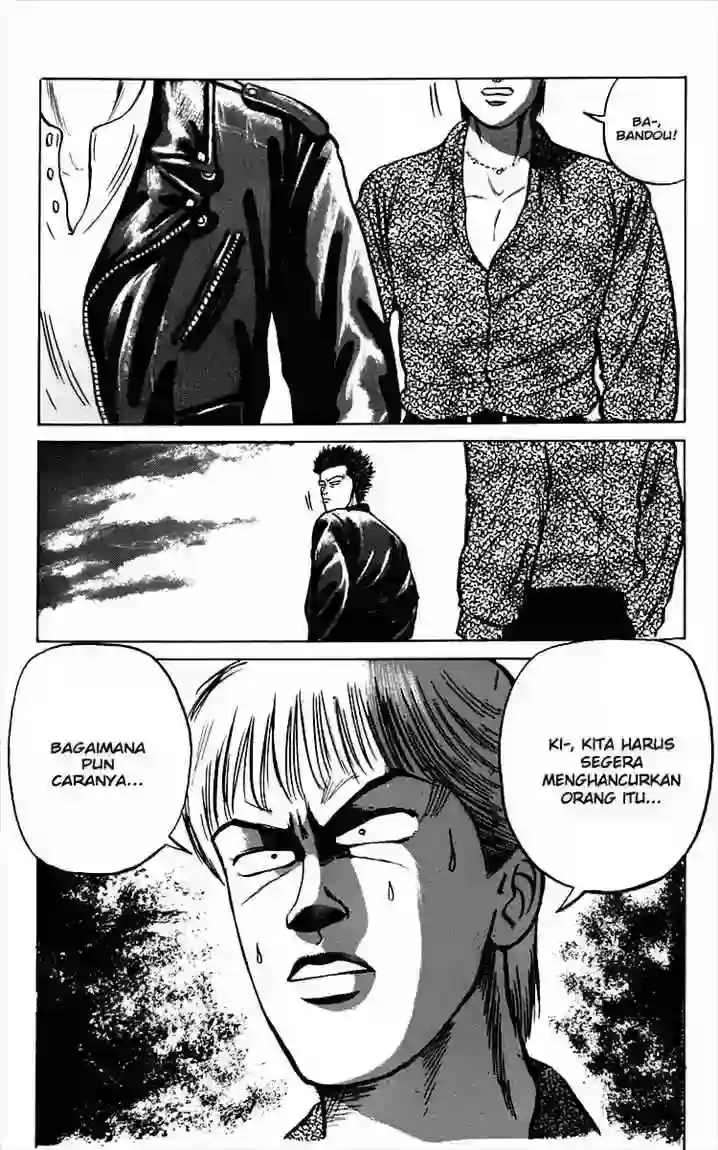 BA-,
BANDOU!
KI-, KITA HARUS
SEGERA
MENGHANCURKAN
ORANG ITU...
BAGAIMANA
PUN
CARANYA...